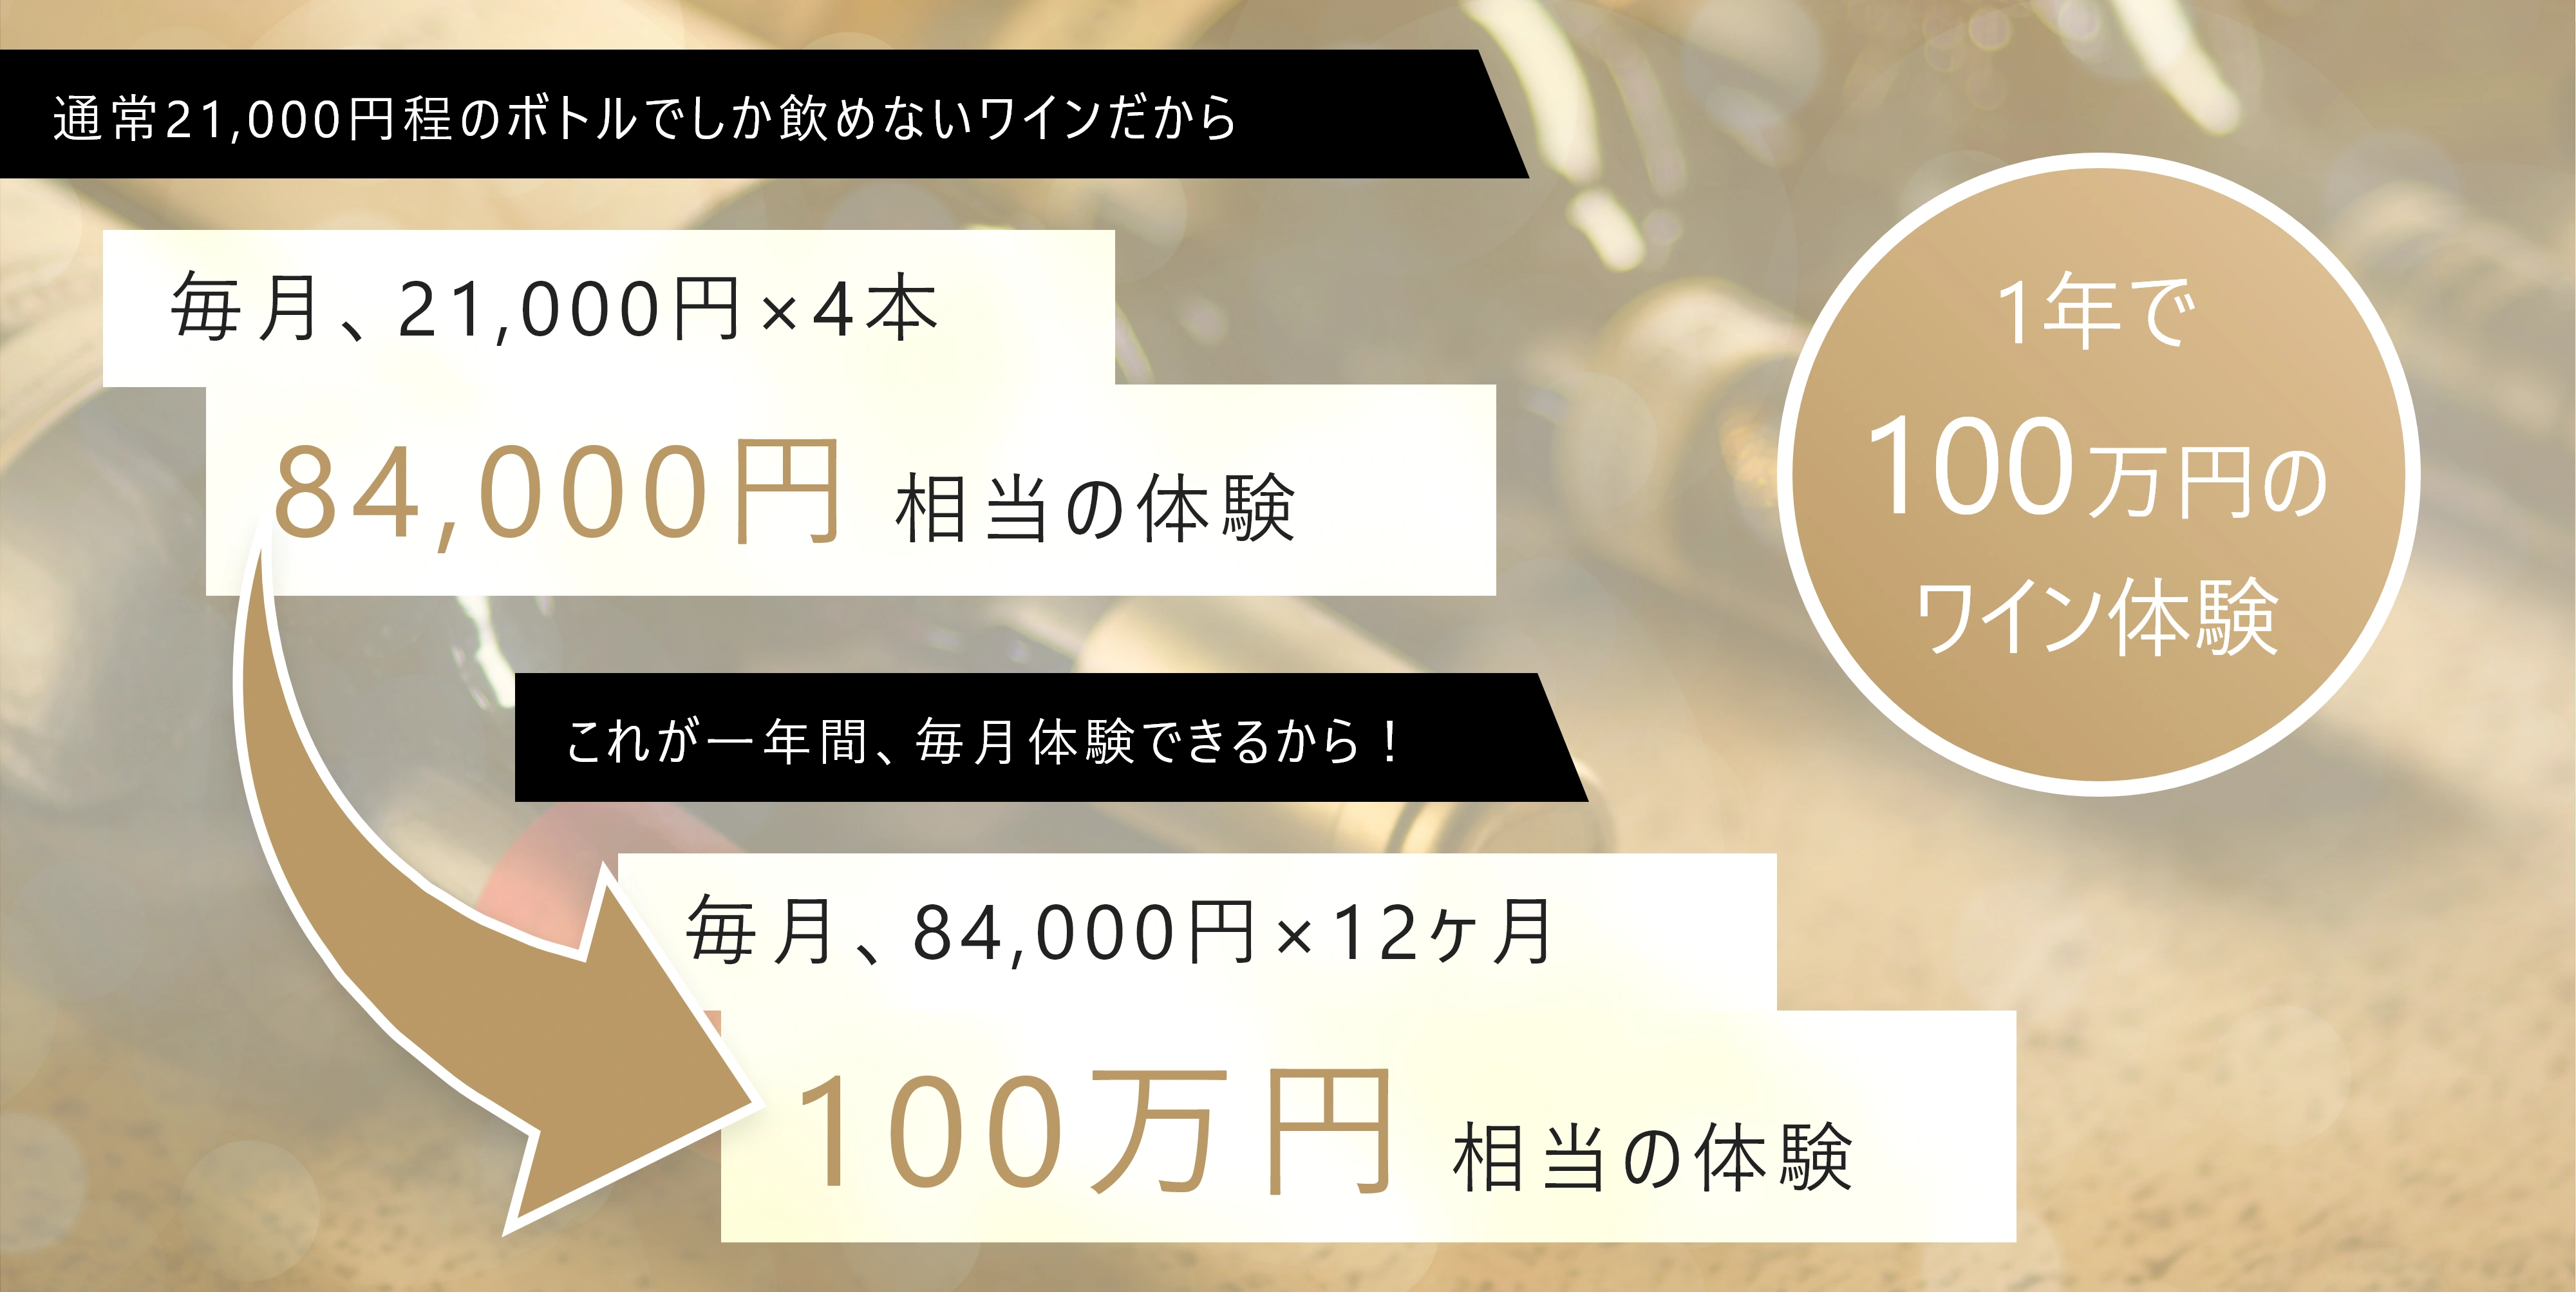 通常21,000円程のボトルでしか飲めないワインだから
毎月、21,000円×4本
84,000円 相当の体験
1年で
100万円の
ワイン体験
これが一年間、毎月体験できるから！
毎月、84,000円×12ヶ月
100万円 相当の体験